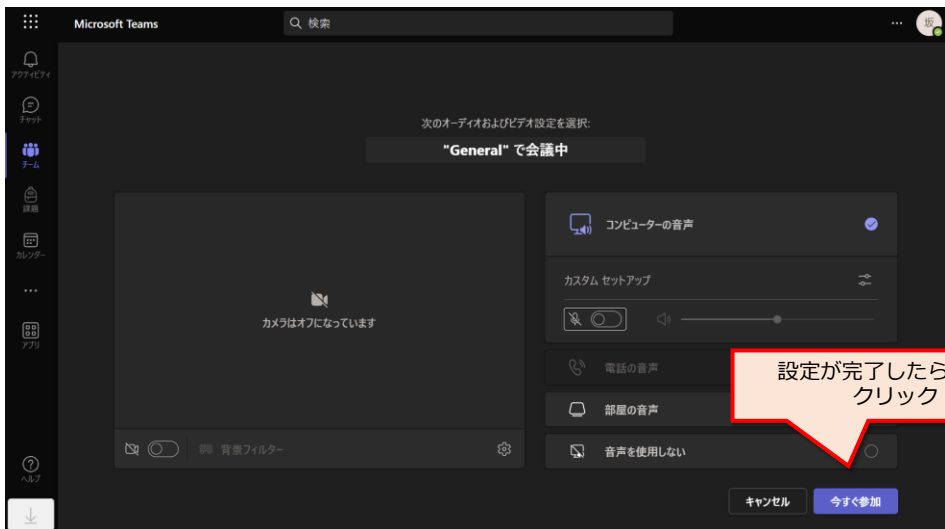 Microsoft Teams
検索
坂
アクティビティ
チャット
チーム
課題
カレンダー
アプリ
ヘルプ
次のオーディオおよびビデオ設定を選択:
"General" で会議中
カメラはオフになっています
背景フィルター
コンピューターの音声
カスタム セットアップ
電話の音声
部屋の音声
音声を使用しない
設定が完了したら
クリック
キャンセル
今すぐ参加